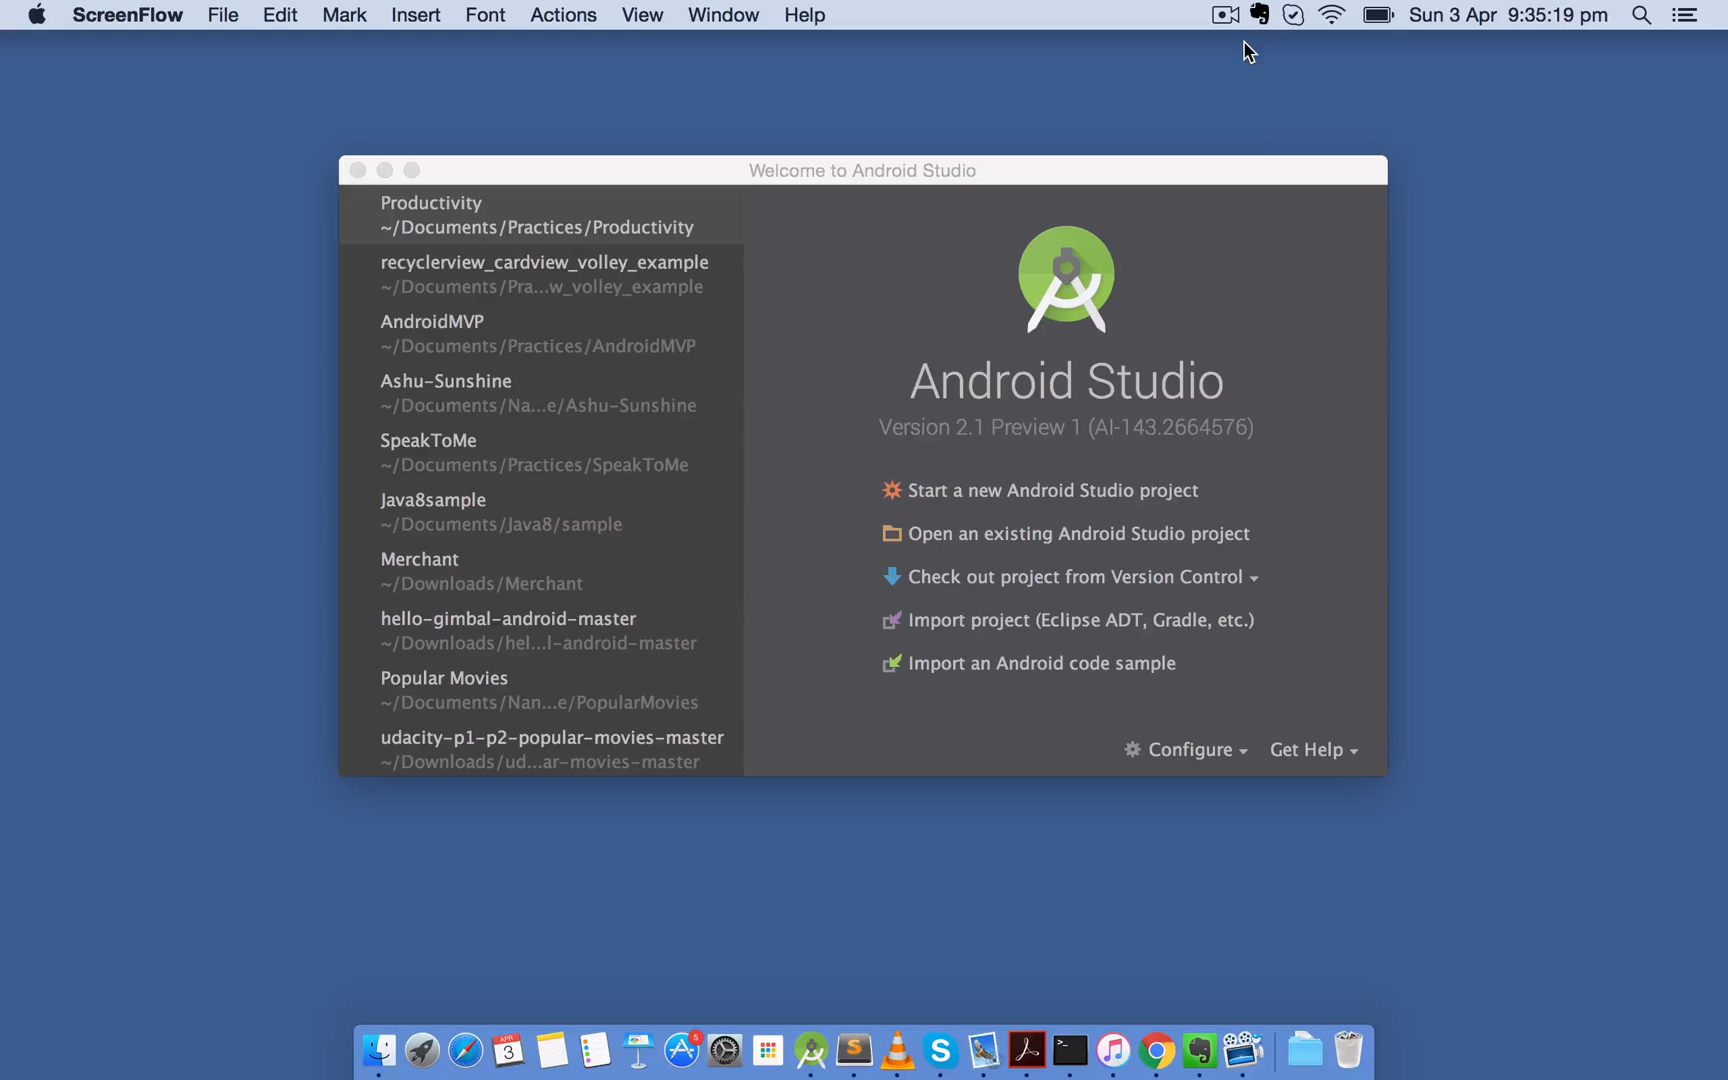 ScreenFlow File Edit Mark Insert Font Actions View Window Help Sun 3 Apr 9:35:19 pm
Welcome to Android Studio
Productivity
~/Documents/Practices/Productivity
recyclerview_cardview_volley_example
~/Documents/Pra...w_volley_example
AndroidMVP
~/Documents/Practices/AndroidMVP
Ashu-Sunshine
~/Documents/Na...e/Ashu-Sunshine
SpeakToMe
~/Documents/Practices/SpeakToMe
Java8sample
~/Documents/Java8/sample
Merchant
~/Downloads/Merchant
hello-gimbal-android-master
~/Downloads/hel...l-android-master
Popular Movies
~/Documents/Nan...e/PopularMovies
udacity-p1-p2-popular-movies-master
~/Downloads/ud...ar-movies-master
Android Studio
Version 2.1 Preview 1 (AI-143.2664576)
Start a new Android Studio project
Open an existing Android Studio project
Check out project from Version Control
Import project (Eclipse ADT, Gradle, etc.)
Import an Android code sample
Configure Get Help
APR
3
5
S
S
>_